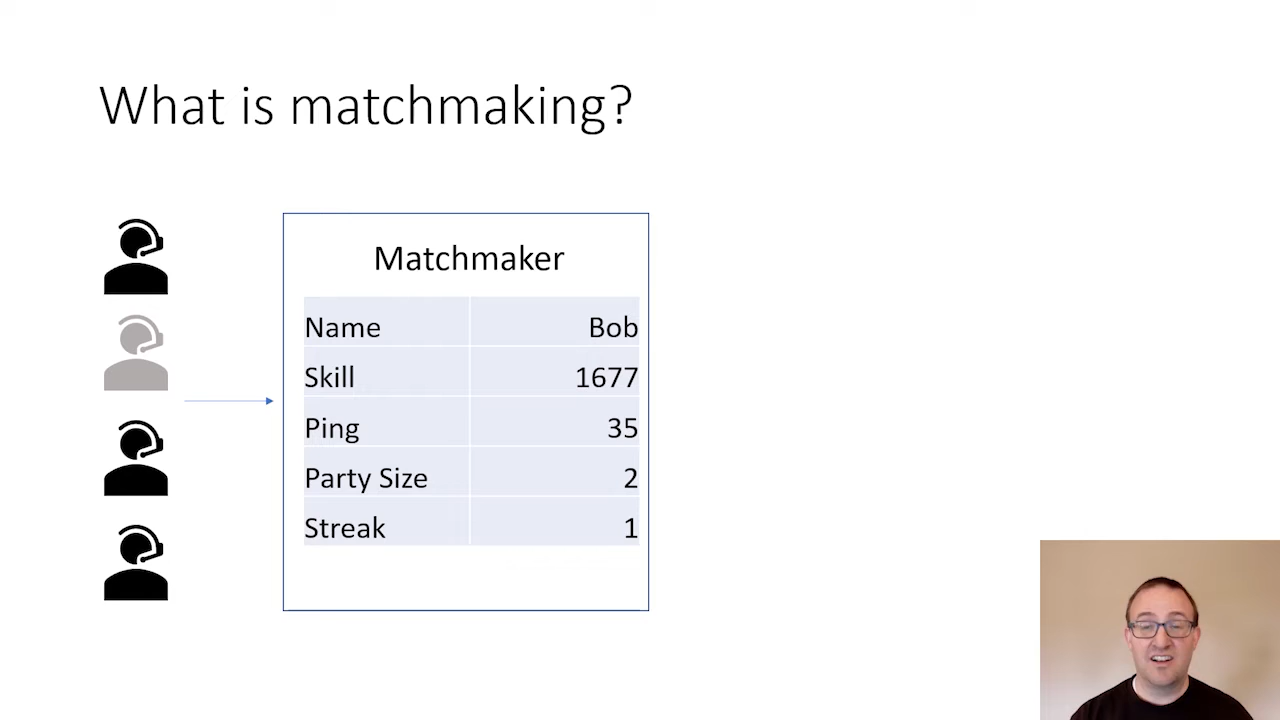 What is matchmaking?
Matchmaker
Name Bob
Skill 1677
Ping 35
Party Size 2
Streak 1